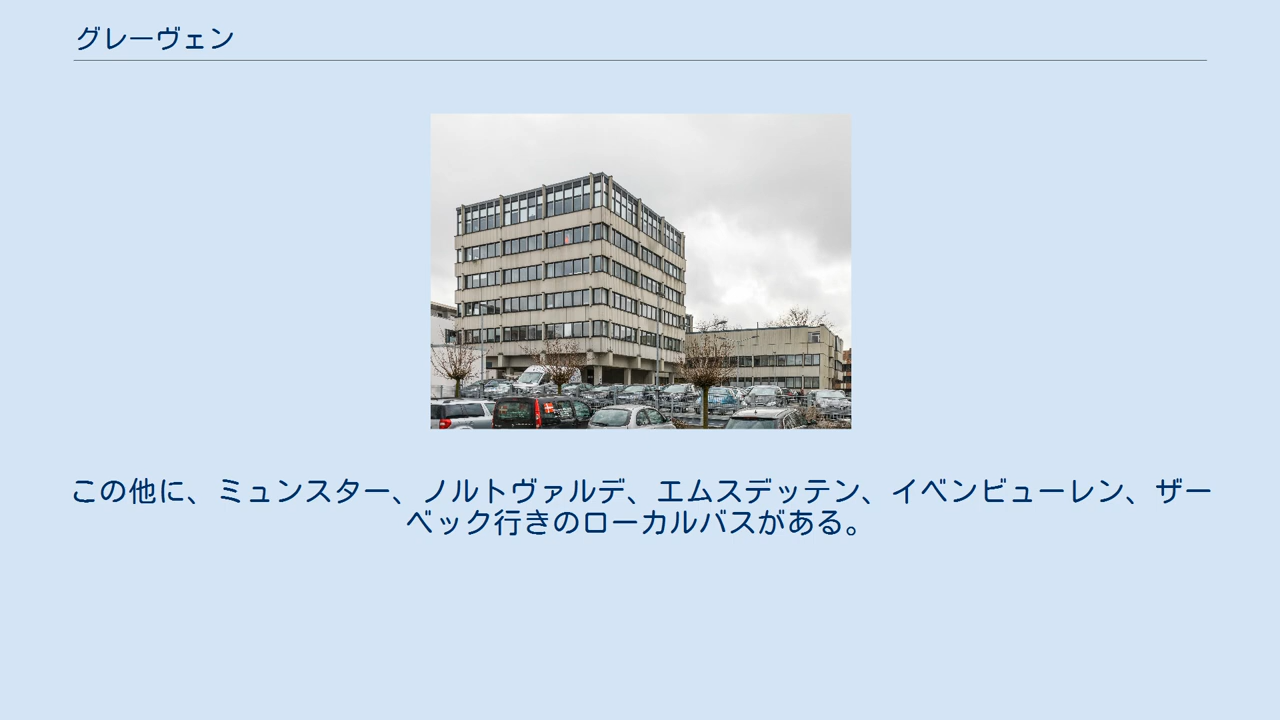 グレーヴェン
この他に、ミュンスター、ノルトヴァルデ、エムスデッテン、イベンビューレン、ザー
ベック行きのローカルバスがある。